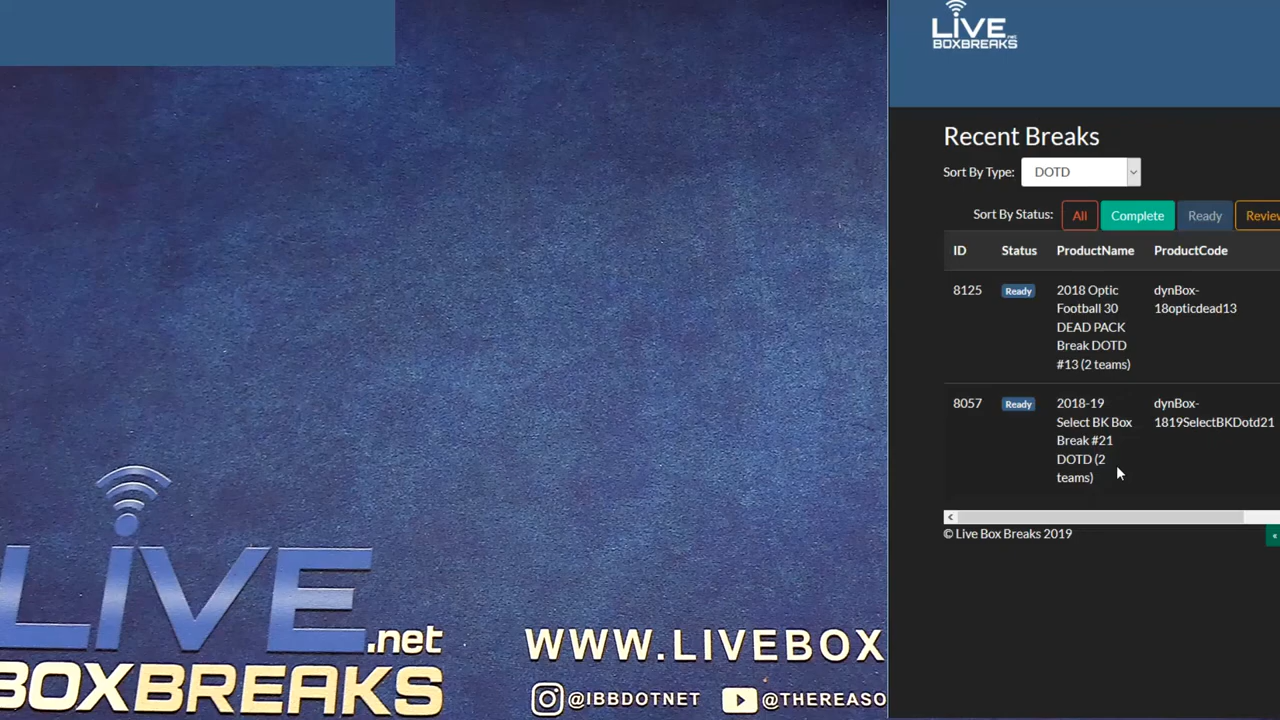 LIVE.net
BOXBREAKS
Recent Breaks
Sort By Type: DOTD
Sort By Status: All Complete Ready
ID Status ProductName ProductCode
8125 Ready 2018 Optic dynBox-
Football 30 18opticdead13
DEAD PACK
Break DOTD
#13 (2 teams)
8057 Ready 2018-19 dynBox-
Select BK Box 1819SelectBKDotd21
Break #21
DOTD (2
teams)
© Live Box Breaks 2019
LIVE.net
BOXBREAKS
WWW.LIVEBOX
@IBBDOTNET @THEREASO